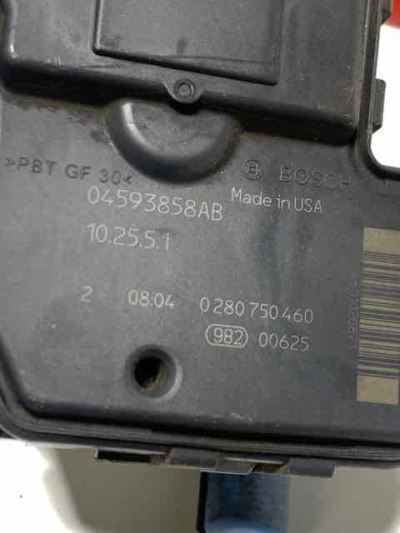 >PBT GF 30<
BOSCH
04593858AB
Made in USA
10.25.5.1
2 08:04 0 280 750 460
982 00625